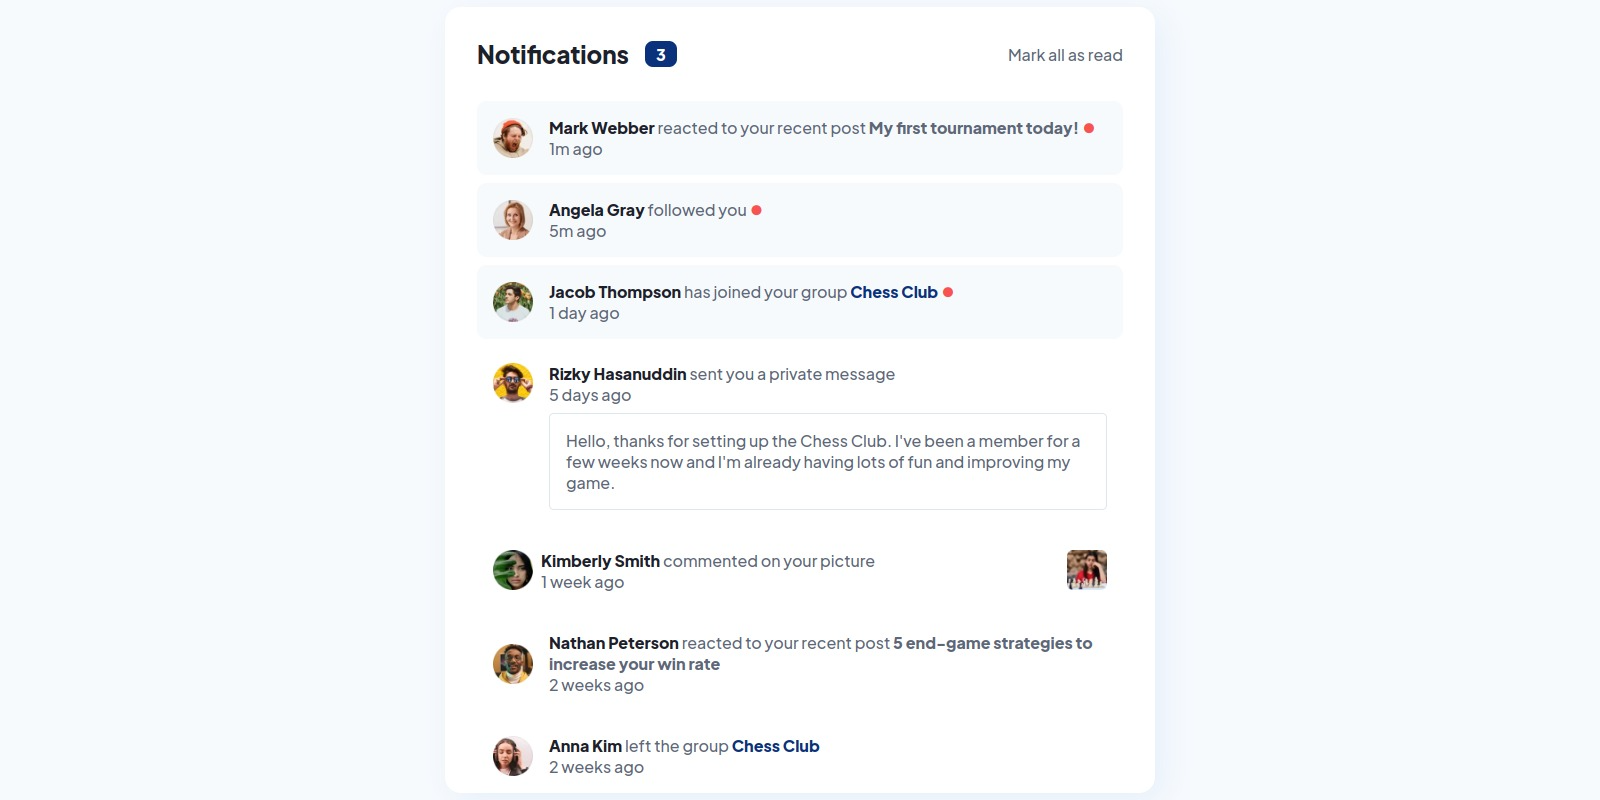 Notifications 3 Mark all as read
Mark Webber reacted to your recent post My first tournament today!
1m ago
Angela Gray followed you
5m ago
Jacob Thompson has joined your group Chess Club
1 day ago
Rizky Hasanuddin sent you a private message
5 days ago
Hello, thanks for setting up the Chess Club. I've been a member for a
few weeks now and I'm already having lots of fun and improving my
game.
Kimberly Smith commented on your picture
1 week ago
Nathan Peterson reacted to your recent post 5 end-game strategies to
increase your win rate
2 weeks ago
Anna Kim left the group Chess Club
2 weeks ago